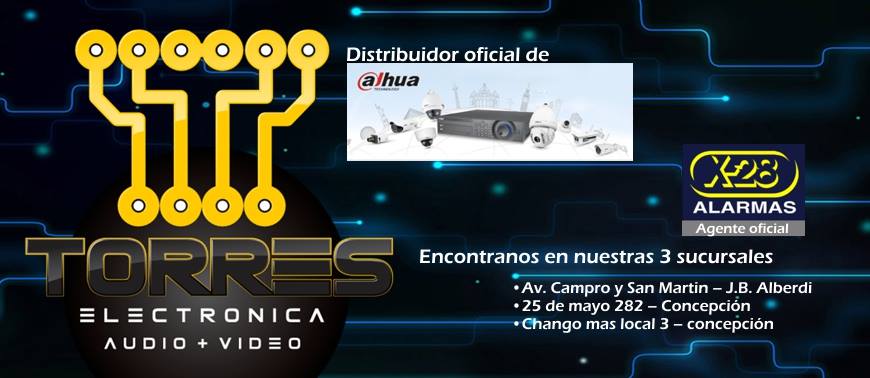 Distribuidor oficial de
alhua
TECHNOLOGY
X-28
ALARMAS
Agente oficial
TORRES
ELECTRONICA
AUDIO + VIDEO
Encontranos en nuestras 3 sucursales
•Av. Campro y San Martin – J.B. Alberdi
•25 de mayo 282 – Concepción
•Chango mas local 3 – concepción